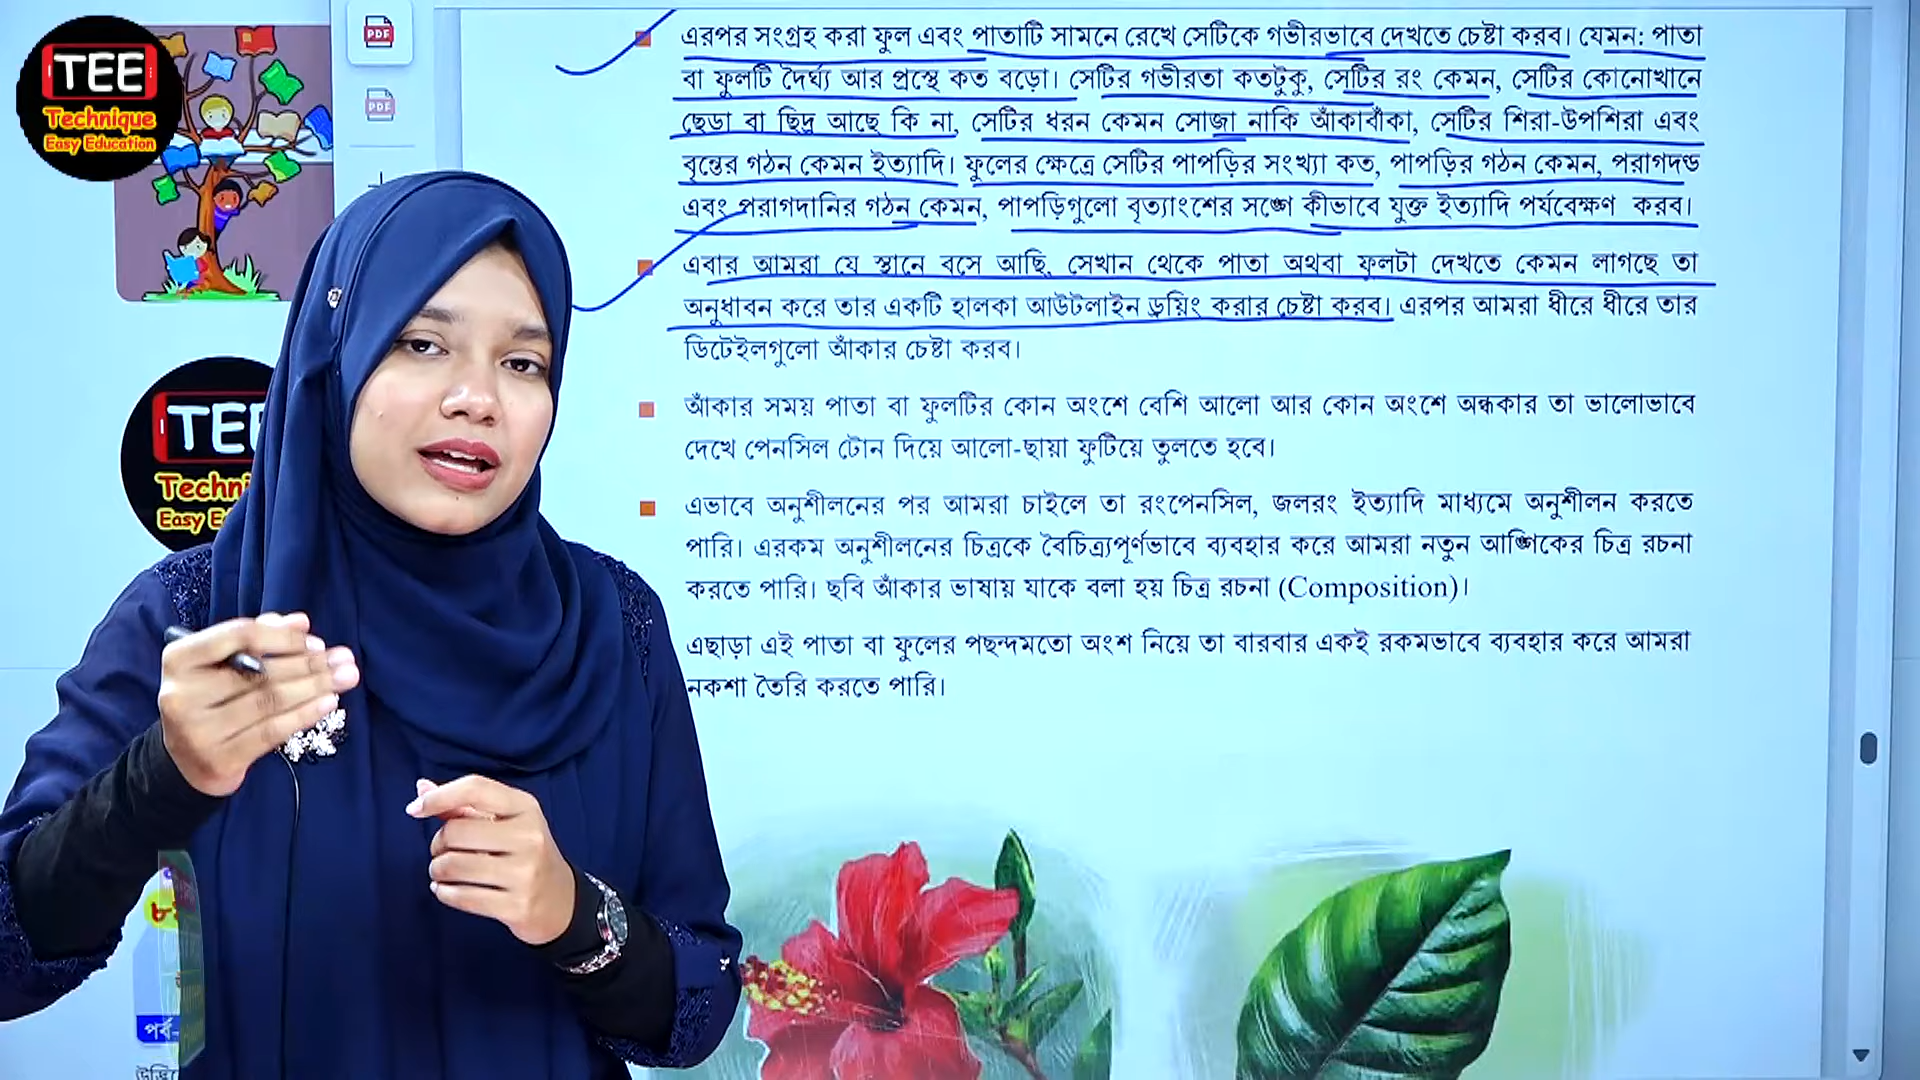 TEE
Technique
Easy Education
PDF
PDF
এরপর সংগ্রহ করা ফুল এবং পাতাটি সামনে রেখে সেটিকে গভীরভাবে দেখতে চেষ্টা করব। যেমন: পাতা
বা ফুলটি দৈর্ঘ্য আর প্রস্থে কত বড়ো। সেটির গভীরতা কতটুকু, সেটির রং কেমন, সেটির কোনোখানে
ছেডা বা ছিদ্র আছে কি না, সেটির ধরন কেমন সোজা নাকি আঁকাবাঁকা, সেটির শিরা-উপশিরা এবং
বৃন্তের গঠন কেমন ইত্যাদি। ফুলের ক্ষেত্রে সেটির পাপড়ির সংখ্যা কত, পাপড়ির গঠন কেমন, পরাগদন্ড
এবং পরাগদানির গঠন কেমন, পাপড়িগুলো বৃত্যাংশের সঙ্গে কীভাবে যুক্ত ইত্যাদি পর্যবেক্ষণ করব।
এবার আমরা যে স্থানে বসে আছি, সেখান থেকে পাতা অথবা ফুলটা দেখতে কেমন লাগছে তা
অনুধাবন করে তার একটি হালকা আউটলাইন ড্রয়িং করার চেষ্টা করব। এরপর আমরা ধীরে ধীরে তার
ডিটেইলগুলো আঁকার চেষ্টা করব।
আঁকার সময় পাতা বা ফুলটির কোন অংশে বেশি আলো আর কোন অংশে অন্ধকার তা ভালোভাবে
দেখে পেনসিল টোন দিয়ে আলো-ছায়া ফুটিয়ে তুলতে হবে।
এভাবে অনুশীলনের পর আমরা চাইলে তা রংপেনসিল, জলরং ইত্যাদি মাধ্যমে অনুশীলন করতে
পারি। এরকম অনুশীলনের চিত্রকে বৈচিত্র্যপূর্ণভাবে ব্যবহার করে আমরা নতুন আঙ্গিকের চিত্র রচনা
করতে পারি। ছবি আঁকার ভাষায় যাকে বলা হয় চিত্র রচনা (Composition)।
এছাড়া এই পাতা বা ফুলের পছন্দমতো অংশ নিয়ে তা বারবার একই রকমভাবে ব্যবহার করে আমরা
নকশা তৈরি করতে পারি।